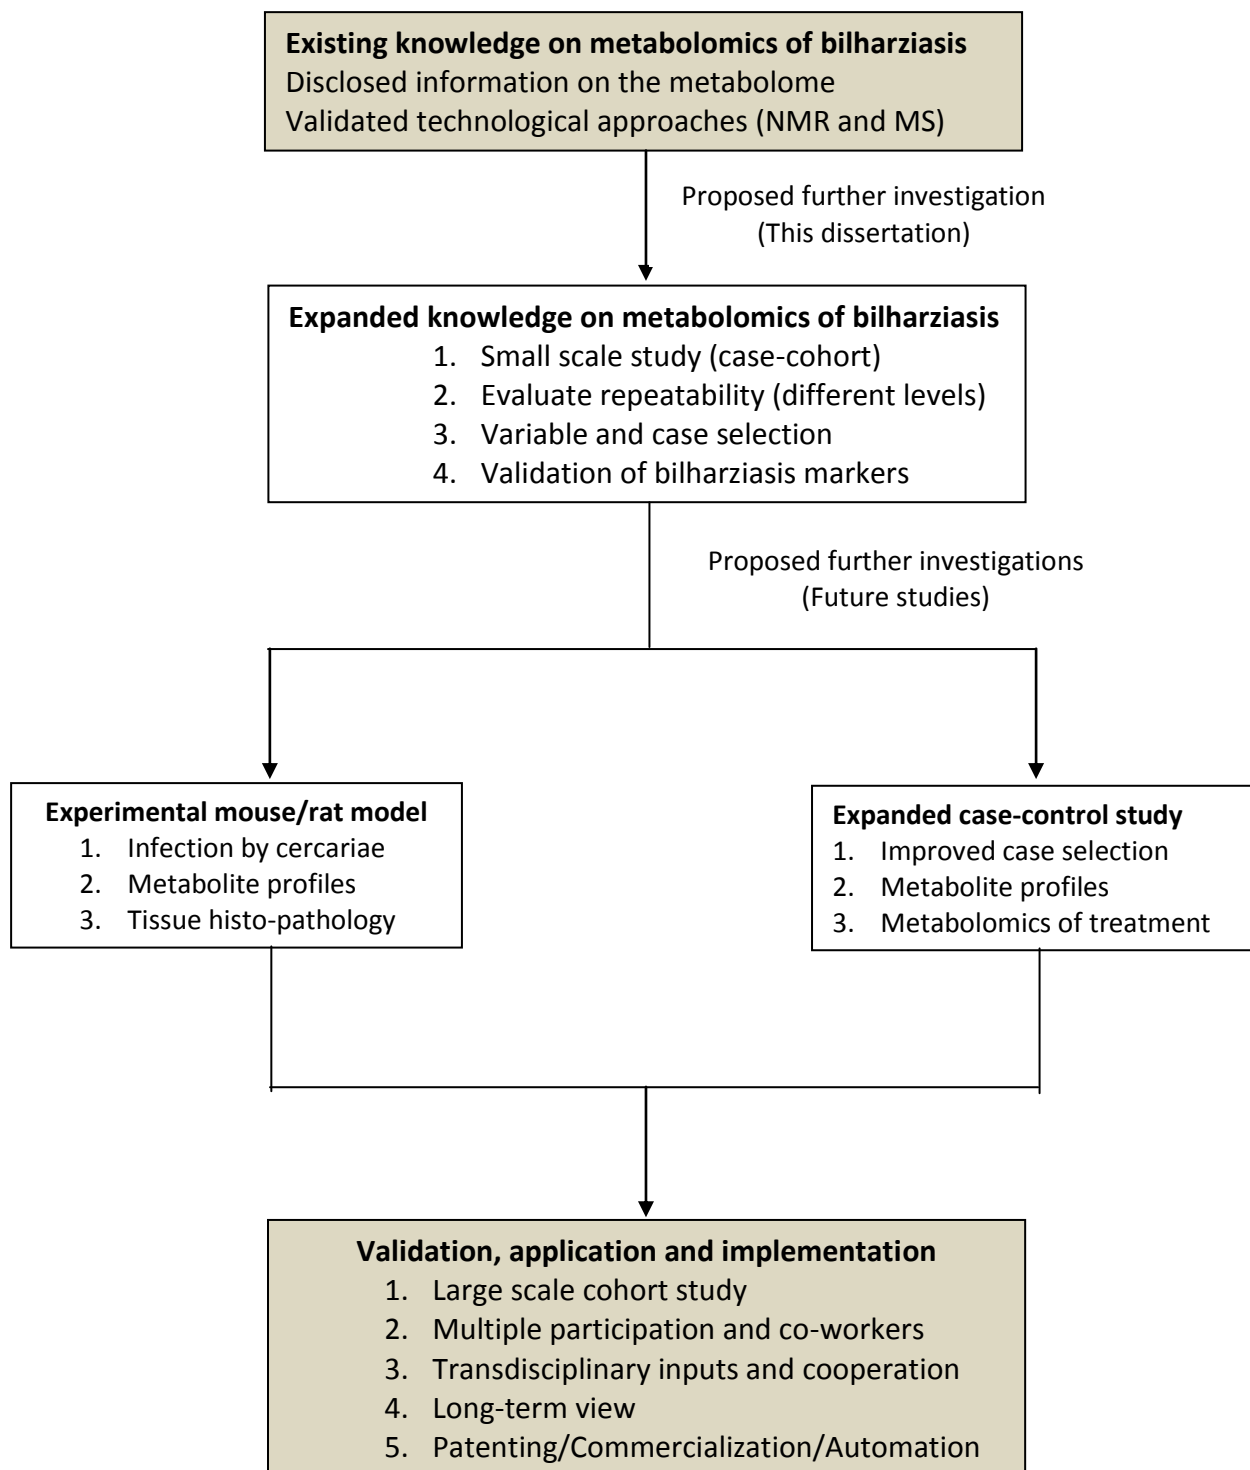 Existing knowledge on metabolomics of bilharziasis
Disclosed information on the metabolome
Validated technological approaches (NMR and MS)
Proposed further investigation
(This dissertation)
Expanded knowledge on metabolomics of bilharziasis
1. Small scale study (case-cohort)
2. Evaluate repeatability (different levels)
3. Variable and case selection
4. Validation of bilharziasis markers
Proposed further investigations
(Future studies)
Experimental mouse/rat model
1. Infection by cercariae
2. Metabolite profiles
3. Tissue histo-pathology
Expanded case-control study
1. Improved case selection
2. Metabolite profiles
3. Metabolomics of treatment
Validation, application and implementation
1. Large scale cohort study
2. Multiple participation and co-workers
3. Transdisciplinary inputs and cooperation
4. Long-term view
5. Patenting/Commercialization/Automation